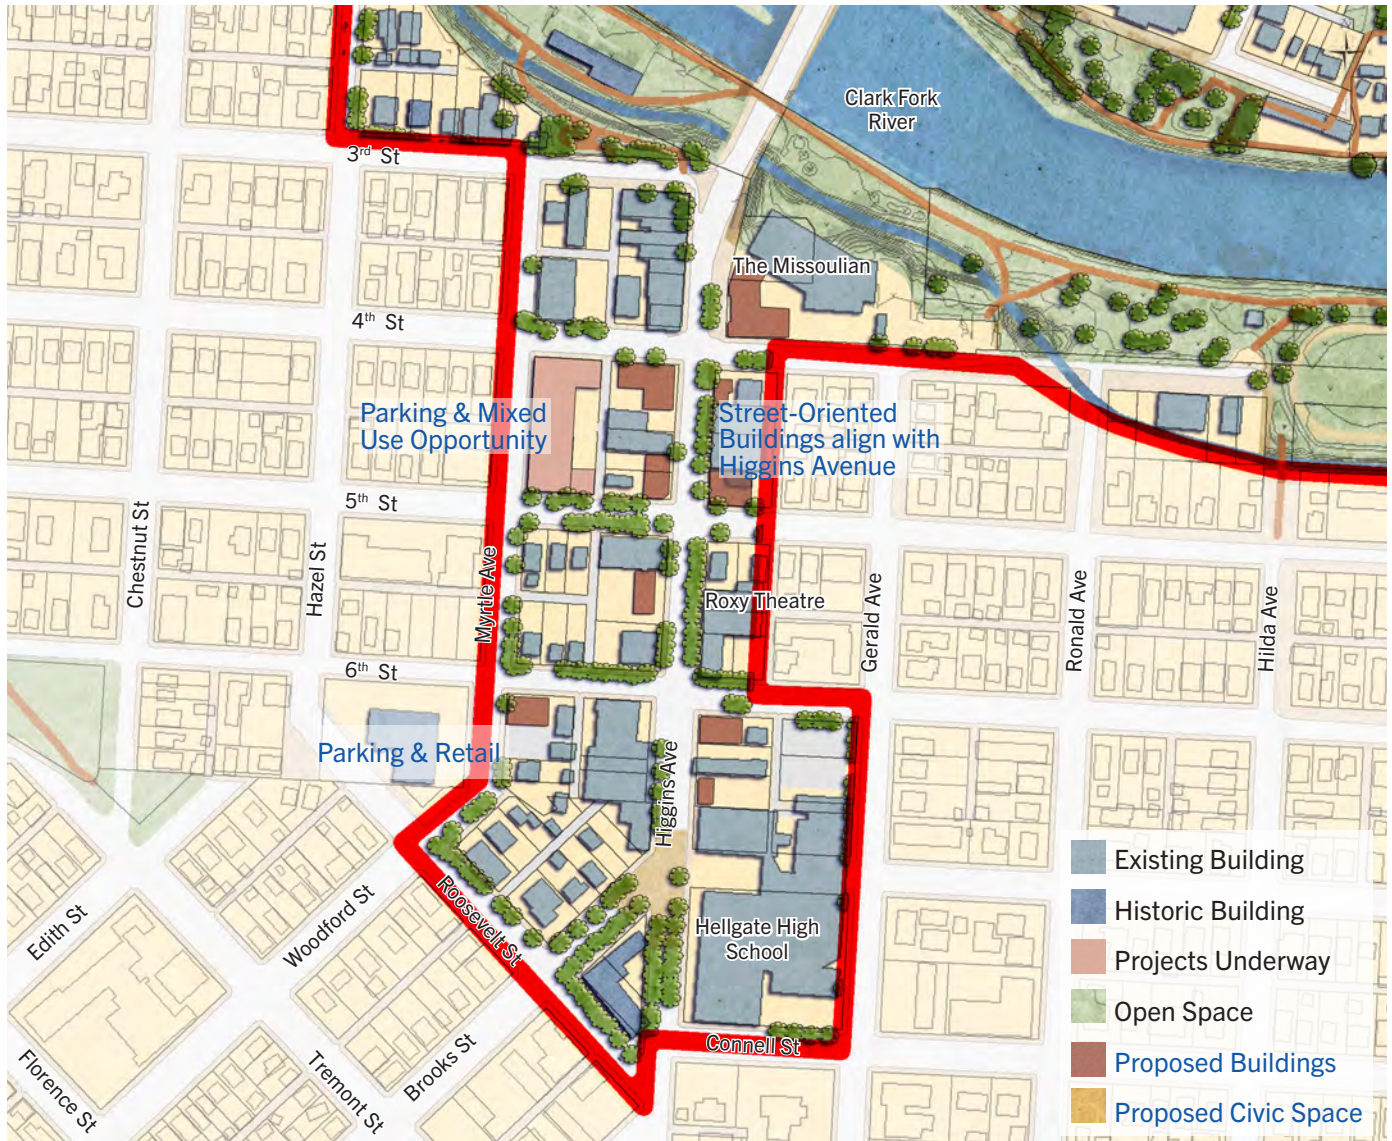 Clark Fork
River
3rd St
The Missoulian
4th St
Parking & Mixed
Use Opportunity
Street-Oriented
Buildings align with
Higgins Avenue
5th St
Chestnut St
Hazel St
Myrtle Ave
Roxy Theatre
Gerald Ave
Ronald Ave
Hilda Ave
6th St
Parking & Retail
Higgins Ave
Roosevelt St
Hellgate High
School
Edith St
Woodford St
Connell St
Florence St
Tremont St
Brooks St
Existing Building
Historic Building
Projects Underway
Open Space
Proposed Buildings
Proposed Civic Space